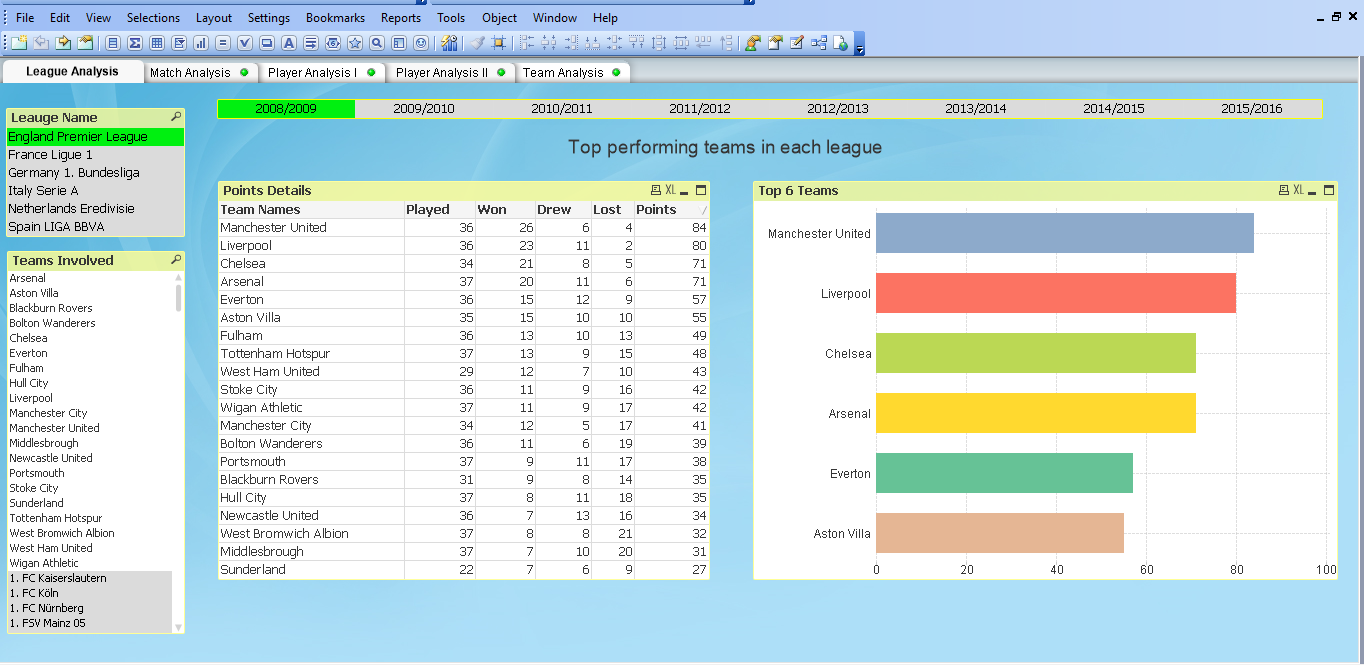 File Edit View Selections Layout Settings Bookmarks Reports Tools Object Window Help
League Analysis Match Analysis Player Analysis I Player Analysis II Team Analysis
2008/2009 2009/2010 2010/2011 2011/2012 2012/2013 2013/2014 2014/2015 2015/2016
Leauge Name
England Premier League
France Ligue 1
Germany 1. Bundesliga
Italy Serie A
Netherlands Eredivisie
Spain LIGA BBVA
Teams Involved
Arsenal
Aston Villa
Blackburn Rovers
Bolton Wanderers
Chelsea
Everton
Fulham
Hull City
Liverpool
Manchester City
Manchester United
Middlesbrough
Newcastle United
Portsmouth
Stoke City
Sunderland
Tottenham Hotspur
West Bromwich Albion
West Ham United
Wigan Athletic
1. FC Kaiserslautern
1. FC Köln
1. FC Nürnberg
1. FSV Mainz 05
Top performing teams in each league
Points Details XL
Team Names Played Won Drew Lost Points
Manchester United 36 26 6 4 84
Liverpool 36 23 11 2 80
Chelsea 34 21 8 5 71
Arsenal 37 20 11 6 71
Everton 36 15 12 9 57
Aston Villa 35 15 10 10 55
Fulham 36 13 10 13 49
Tottenham Hotspur 37 13 9 15 48
West Ham United 29 12 7 10 43
Stoke City 36 11 9 16 42
Wigan Athletic 37 11 9 17 42
Manchester City 34 12 5 17 41
Bolton Wanderers 36 11 6 19 39
Portsmouth 37 9 11 17 38
Blackburn Rovers 31 9 8 14 35
Hull City 37 8 11 18 35
Newcastle United 36 7 13 16 34
West Bromwich Albion 37 8 8 21 32
Middlesbrough 37 7 10 20 31
Sunderland 22 7 6 9 27
Top 6 Teams XL
Manchester United
Liverpool
Chelsea
Arsenal
Everton
Aston Villa
0 20 40 60 80 100